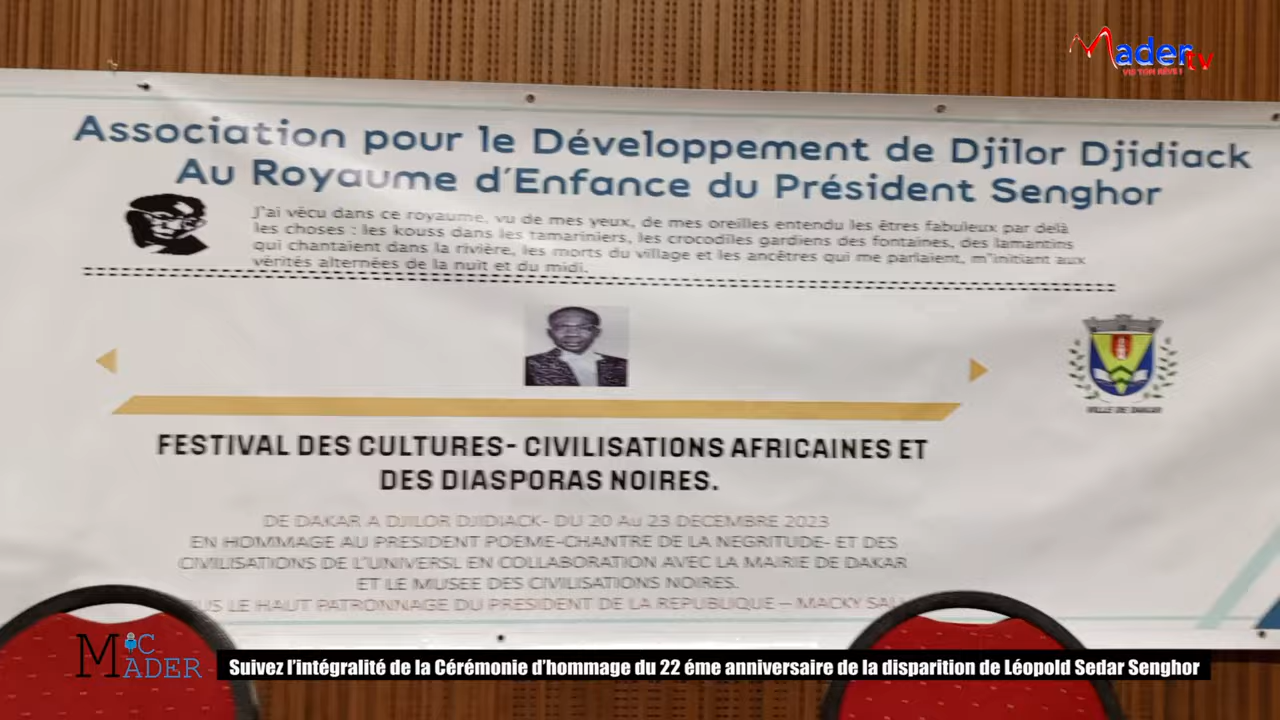 Mader tv
VIS TON RÊVE !
Association pour le Développement de Djilor Djidiack
Au Royaume d'Enfance du Président Senghor
J'ai vécu dans ce royaume, vu de mes yeux, de mes oreilles entendu les êtres fabuleux par delà
les choses : les kouss dans les tamariniers, les crocodiles gardiens des fontaines, des lamantins
qui chantaient dans la rivière, les morts du village et les ancêtres qui me parlaient, m'initiant aux
vérités alternées de la nuit et du midi.
VILLE DE DAKAR
FESTIVAL DES CULTURES- CIVILISATIONS AFRICAINES ET
DES DIASPORAS NOIRES.
DE DAKAR A DJILOR DJIDIACK- DU 20 Au 23 DECEMBRE 2023
EN HOMMAGE AU PRESIDENT POEME-CHANTRE DE LA NEGRITUDE- ET DES
CIVILISATIONS DE L'UNIVERSL EN COLLABORATION AVEC LA MAIRIE DE DAKAR
ET LE MUSEE DES CIVILISATIONS NOIRES.
LE HAUT PATRONNAGE DU PRESIDENT DE LA REPUBLIQUE – MACKY
MiC
MADER
Suivez l'intégralité de la Cérémonie d'hommage du 22 éme anniversaire de la disparition de Léopold Sedar Senghor